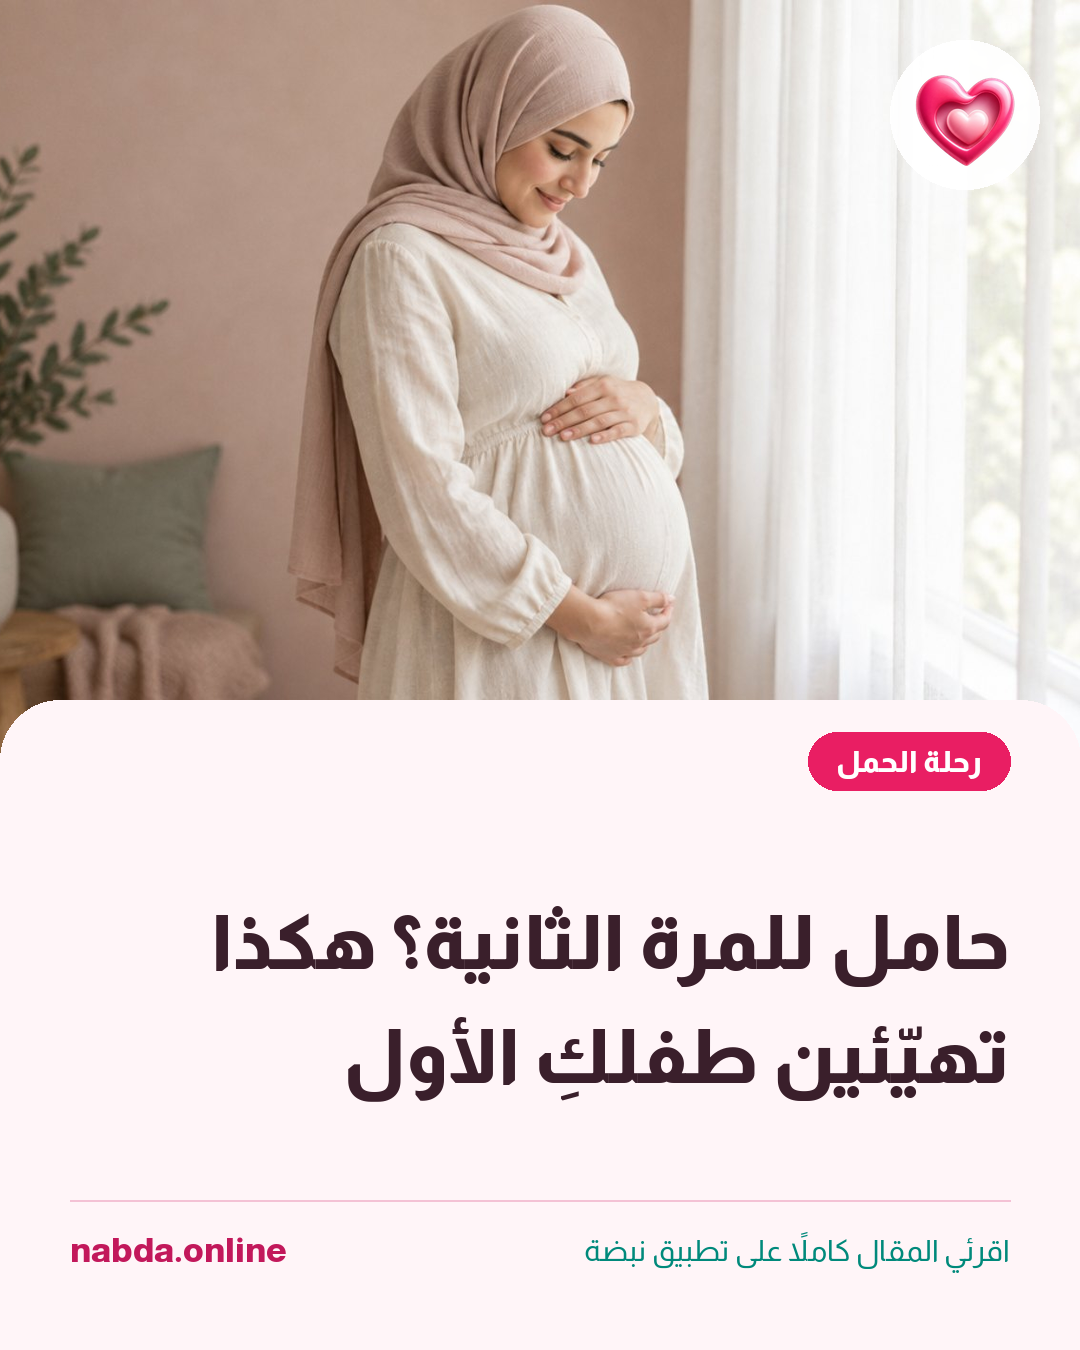 رحلة الحمل
حامل للمرة الثانية؟ هكذا
تهيّئين طفلكِ الأول
اقرئي المقال كاملًا على تطبيق نبضة
nabda.online